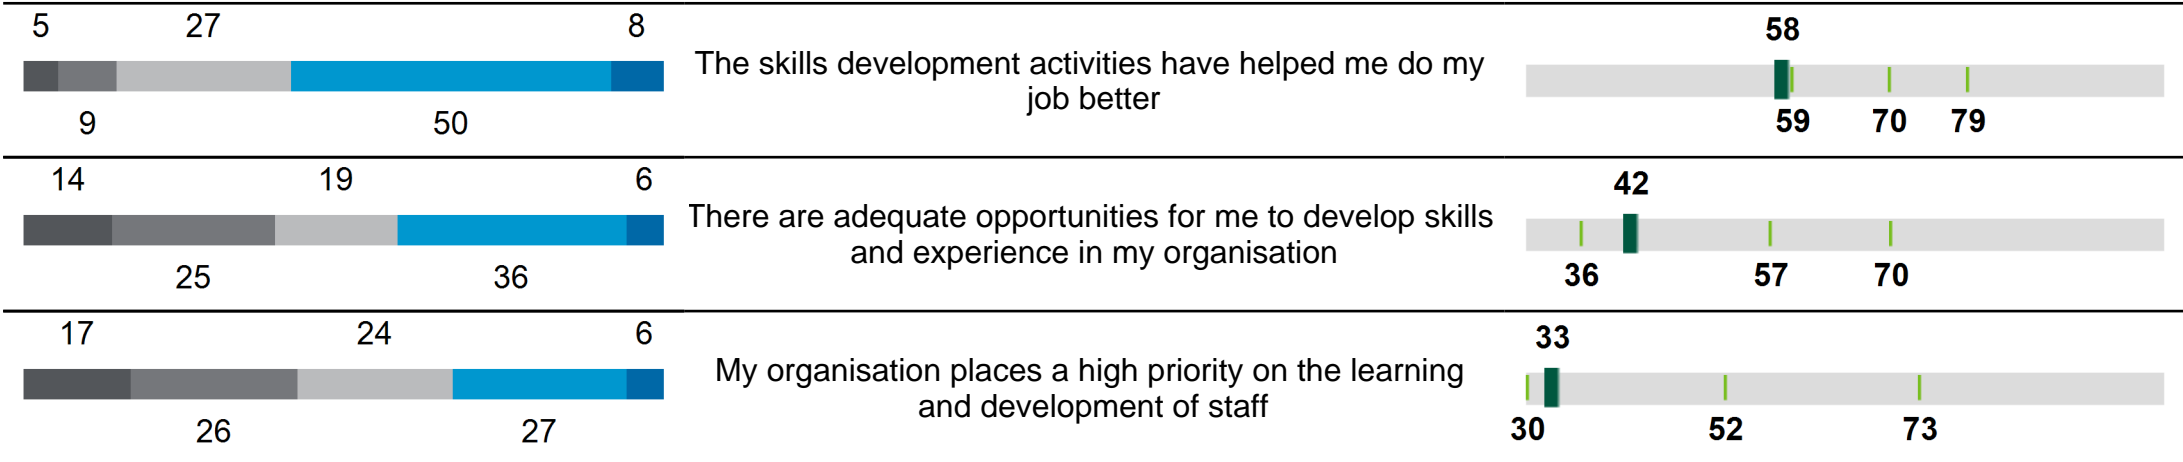 5 27 8
9 50
The skills development activities have helped me do my
job better
58
59 70 79
14 19 6
25 36
There are adequate opportunities for me to develop skills
and experience in my organisation
42
36 57 70
17 24 6
26 27
My organisation places a high priority on the learning
and development of staff
33
30 52 73